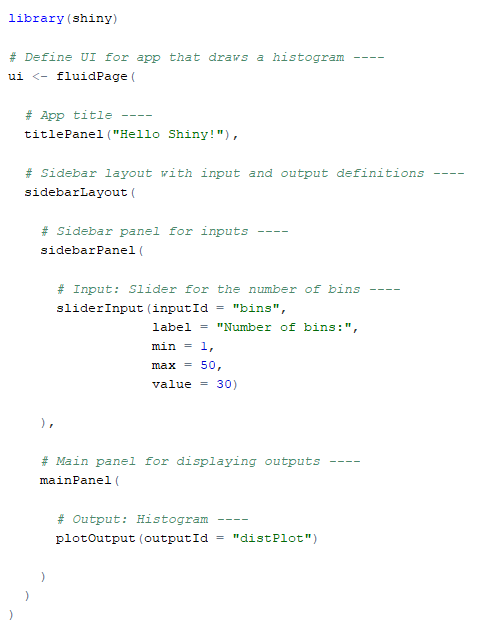 library(shiny)

# Define UI for app that draws a histogram ----
ui <- fluidPage(

  # App title ----
  titlePanel("Hello Shiny!"),

  # Sidebar layout with input and output definitions ----
  sidebarLayout(

    # Sidebar panel for inputs ----
    sidebarPanel(

      # Input: Slider for the number of bins ----
      sliderInput(inputId = "bins",
                  label = "Number of bins:",
                  min = 1,
                  max = 50,
                  value = 30)

    ),

    # Main panel for displaying outputs ----
    mainPanel(

      # Output: Histogram ----
      plotOutput(outputId = "distPlot")

    )
  )
)